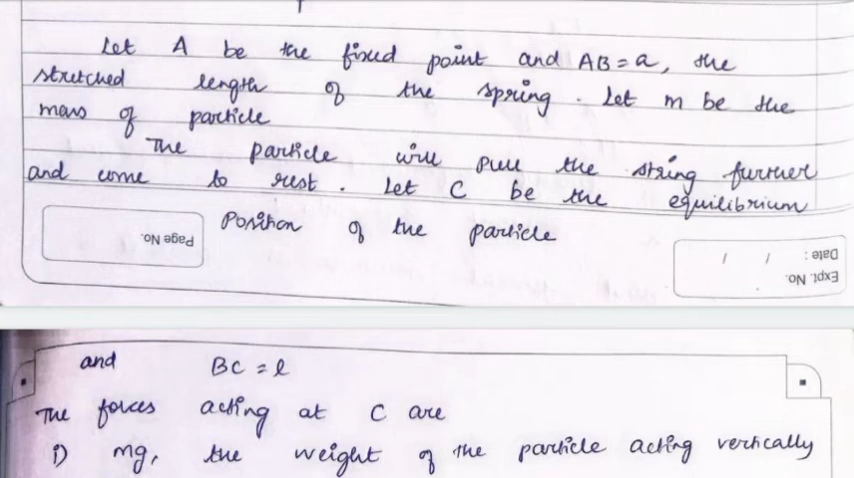 Let A be the fixed point and AB = a, the
stretched length of the spring. Let m be the
mass of particle
The particle will pull the string further
and come to rest. Let C be the equilibrium
Position of the particle
Page No.
Date : / /
Expt. No.
and BC = l
The forces acting at C are
i) mg, the weight of the particle acting vertically